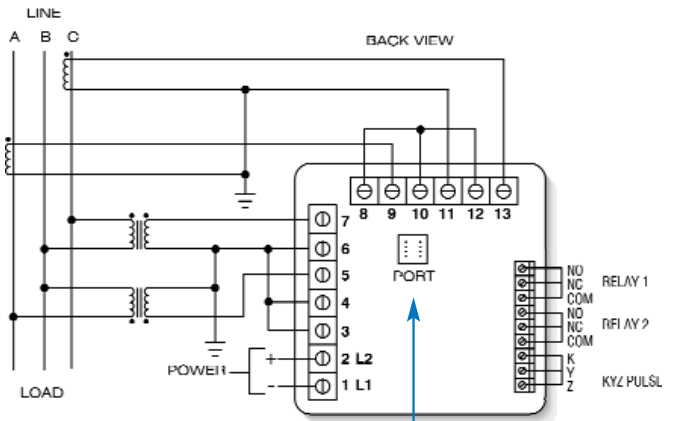 LINE
A B C
BACK VIEW
8 9 10 11 12 13
7
6
5
4
3
2 L2
1 L1
PORT
NO
NC
COM
RELAY 1
NO
NC
COM
RELAY 2
K
Y
Z
KYZ PULSE
POWER
+
-
LOAD